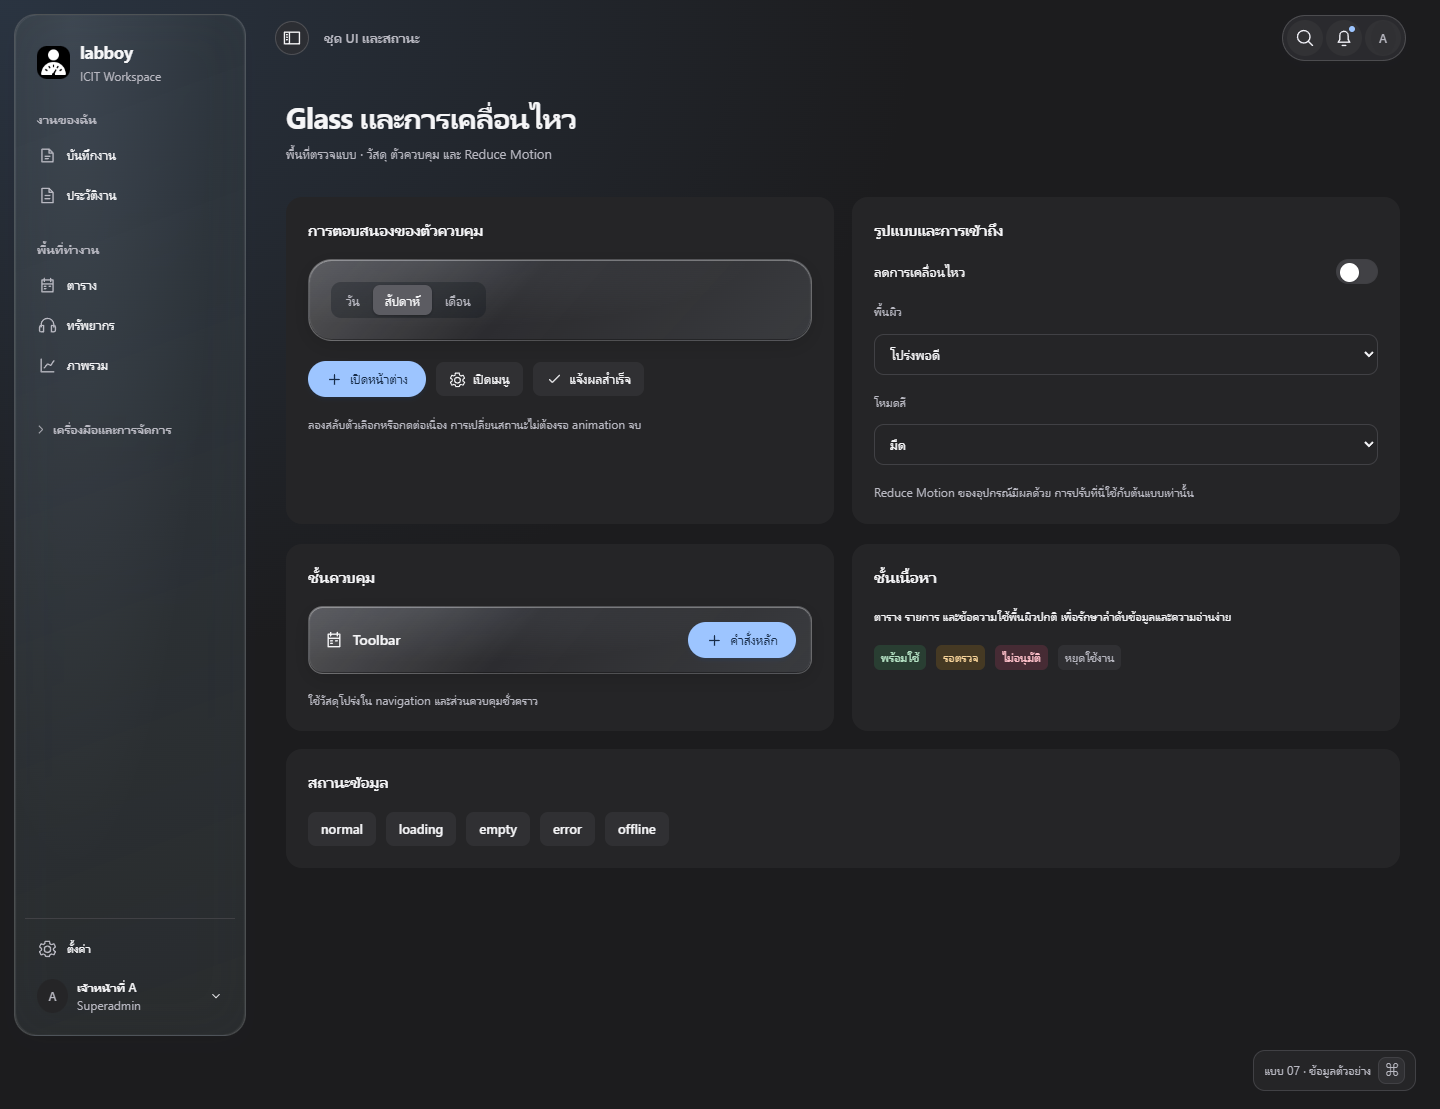 labboy
ICIT Workspace
งานของฉัน
บันทึกงาน
ประวัติงาน
พื้นที่ทำงาน
ตาราง
ทรัพยากร
ภาพรวม
เครื่องมือและการจัดการ
ตั้งค่า
A
เจ้าหน้าที่ A
Superadmin
ชุด UI และสถานะ
A
Glass และการเคลื่อนไหว
พื้นที่ตรวจแบบ · วัสดุ ตัวควบคุม และ Reduce Motion
การตอบสนองของตัวควบคุม
วัน สัปดาห์ เดือน
เปิดหน้าต่าง เปิดเมนู แจ้งผลสำเร็จ
ลองสลับตัวเลือกหรือกดต่อเนื่อง การเปลี่ยนสถานะไม่ต้องรอ animation จบ
รูปแบบและการเข้าถึง
ลดการเคลื่อนไหว
พื้นผิว
โปร่งพอดี
โหมดสี
มืด
Reduce Motion ของอุปกรณ์มีผลด้วย การปรับที่นี่ใช้กับต้นแบบเท่านั้น
ชั้นควบคุม
Toolbar
คำสั่งหลัก
ใช้วัสดุโปร่งใน navigation และส่วนควบคุมชั่วคราว
ชั้นเนื้อหา
ตาราง รายการ และข้อความใช้พื้นผิวปกติ เพื่อรักษาลำดับข้อมูลและความอ่านง่าย
พร้อมใช้ รอตรวจ ไม่อนุมัติ หยุดใช้งาน
สถานะข้อมูล
normal loading empty error offline
แบบ 07 · ข้อมูลตัวอย่าง ⌘